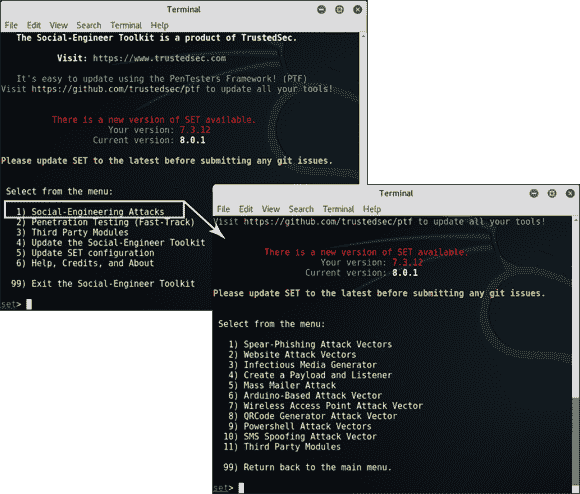 Terminal
File Edit View Search Terminal Help
The Social-Engineer Toolkit is a product of TrustedSec.
Visit: https://www.trustedsec.com
It's easy to update using the PenTesters Framework! (PTF)
Visit https://github.com/trustedsec/ptf to update all your tools!
There is a new version of SET available.
Your version: 7.3.12
Current version: 8.0.1
Please update SET to the latest before submitting any git issues.
Select from the menu:
1) Social-Engineering Attacks
2) Penetration Testing (Fast-Track)
3) Third Party Modules
4) Update the Social-Engineer Toolkit
5) Update SET configuration
6) Help, Credits, and About
99) Exit the Social-Engineer Toolkit
set>
Terminal
File Edit View Search Terminal Help
Visit https://github.com/trustedsec/ptf to update all your tools!
There is a new version of SET available.
Your version: 7.3.12
Current version: 8.0.1
Please update SET to the latest before submitting any git issues.
Select from the menu:
1) Spear-Phishing Attack Vectors
2) Website Attack Vectors
3) Infectious Media Generator
4) Create a Payload and Listener
5) Mass Mailer Attack
6) Arduino-Based Attack Vector
7) Wireless Access Point Attack Vector
8) QRCode Generator Attack Vector
9) Powershell Attack Vectors
10) SMS Spoofing Attack Vector
11) Third Party Modules
99) Return back to the main menu.
set>